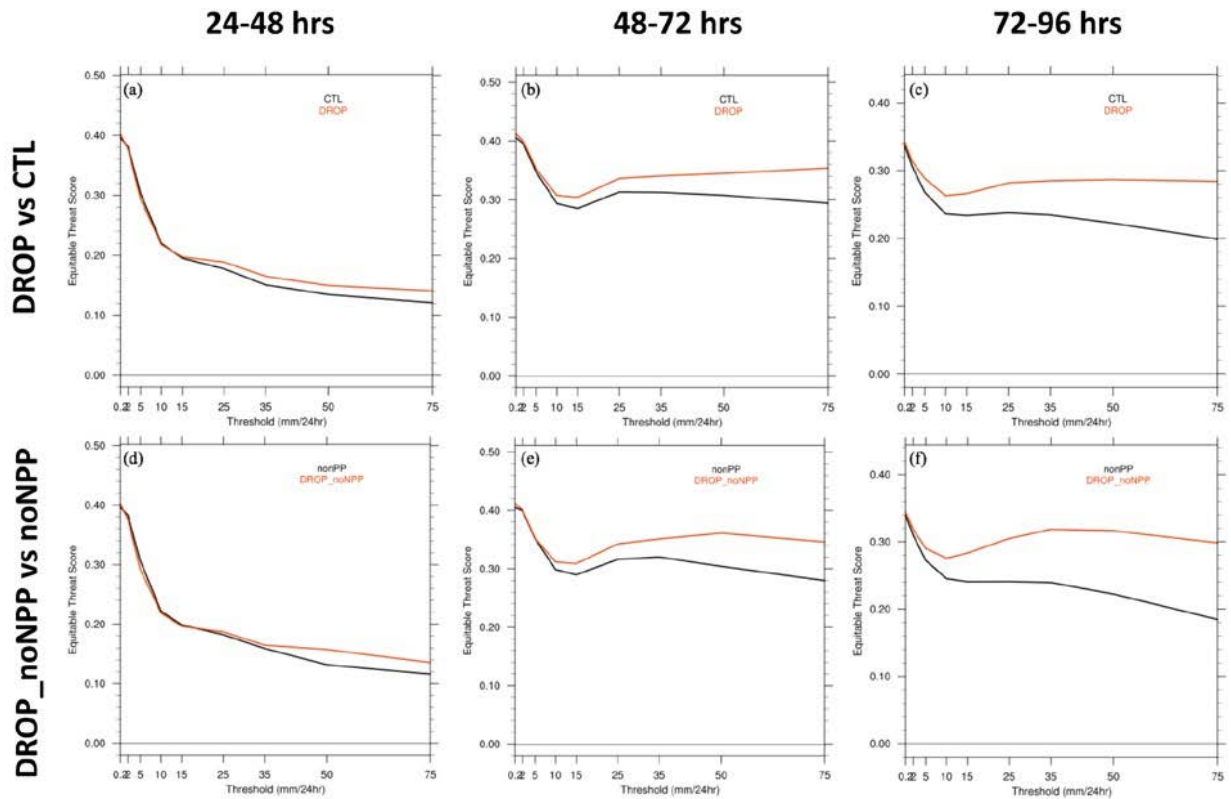 24-48 hrs
48-72 hrs
72-96 hrs
DROP vs CTL
(a)
CTL
DROP
Equitable Threat Score
0.50
0.40
0.30
0.20
0.10
0.00
0.2 2 5 10 15 25 35 50 75
Threshold (mm/24hr)
(b)
CTL
DROP
Equitable Threat Score
0.50
0.40
0.30
0.20
0.10
0.00
0.2 2 5 10 15 25 35 50 75
Threshold (mm/24hr)
(c)
CTL
DROP
Equitable Threat Score
0.40
0.30
0.20
0.10
0.00
0.2 2 5 10 15 25 35 50 75
Threshold (mm/24hr)
DROP_noNPP vs noNPP
(d)
nonPP
DROP_noNPP
Equitable Threat Score
0.50
0.40
0.30
0.20
0.10
0.00
0.2 2 5 10 15 25 35 50 75
Threshold (mm/24hr)
(e)
nonPP
DROP_noNPP
Equitable Threat Score
0.50
0.40
0.30
0.20
0.10
0.00
0.2 2 5 10 15 25 35 50 75
Threshold (mm/24hr)
(f)
nonPP
DROP_noNPP
Equitable Threat Score
0.40
0.30
0.20
0.10
0.00
0.2 2 5 10 15 25 35 50 75
Threshold (mm/24hr)